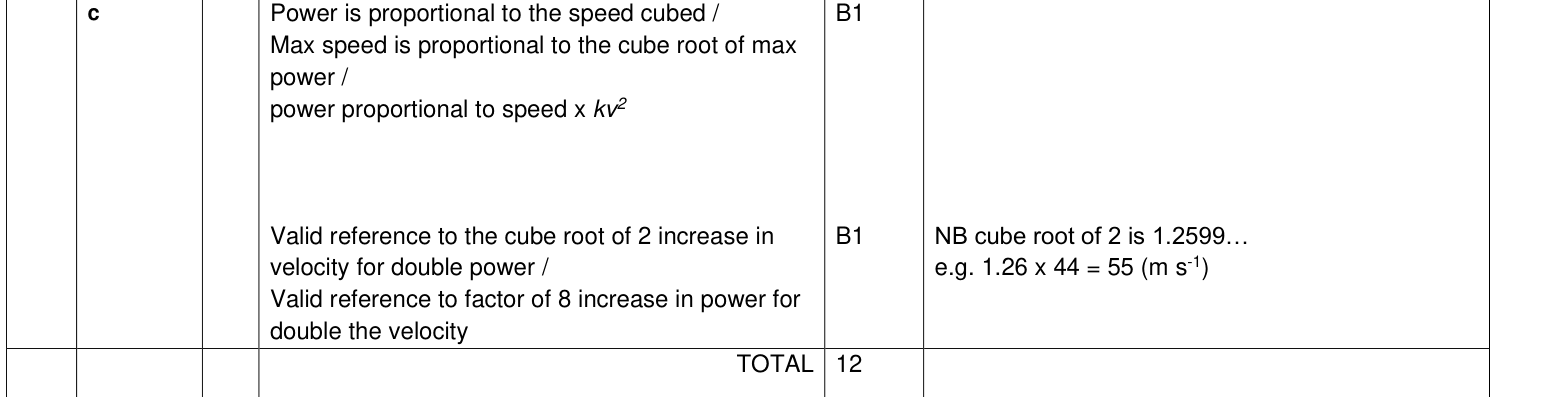 c
Power is proportional to the speed cubed /
B1
Max speed is proportional to the cube root of max
power /
power proportional to speed x kv²
Valid reference to the cube root of 2 increase in
B1
NB cube root of 2 is 1.2599…
velocity for double power /
e.g. 1.26 x 44 = 55 (m s⁻¹)
Valid reference to factor of 8 increase in power for
double the velocity
TOTAL
12